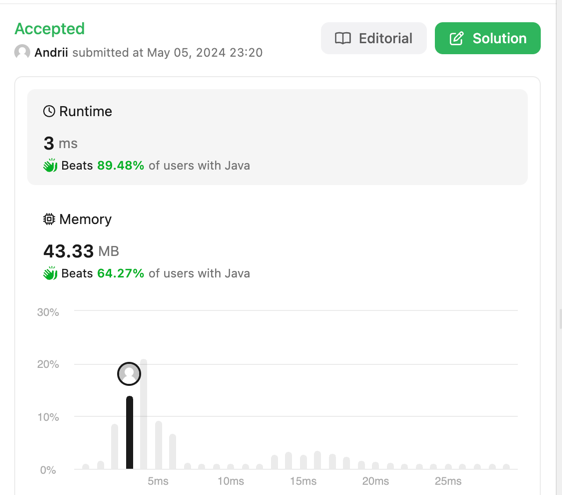 Accepted
Andrii submitted at May 05, 2024 23:20
Editorial
Solution
Runtime
3 ms
Beats 89.48% of users with Java
Memory
43.33 MB
Beats 64.27% of users with Java
30%
20%
10%
0%
5ms 10ms 15ms 20ms 25ms